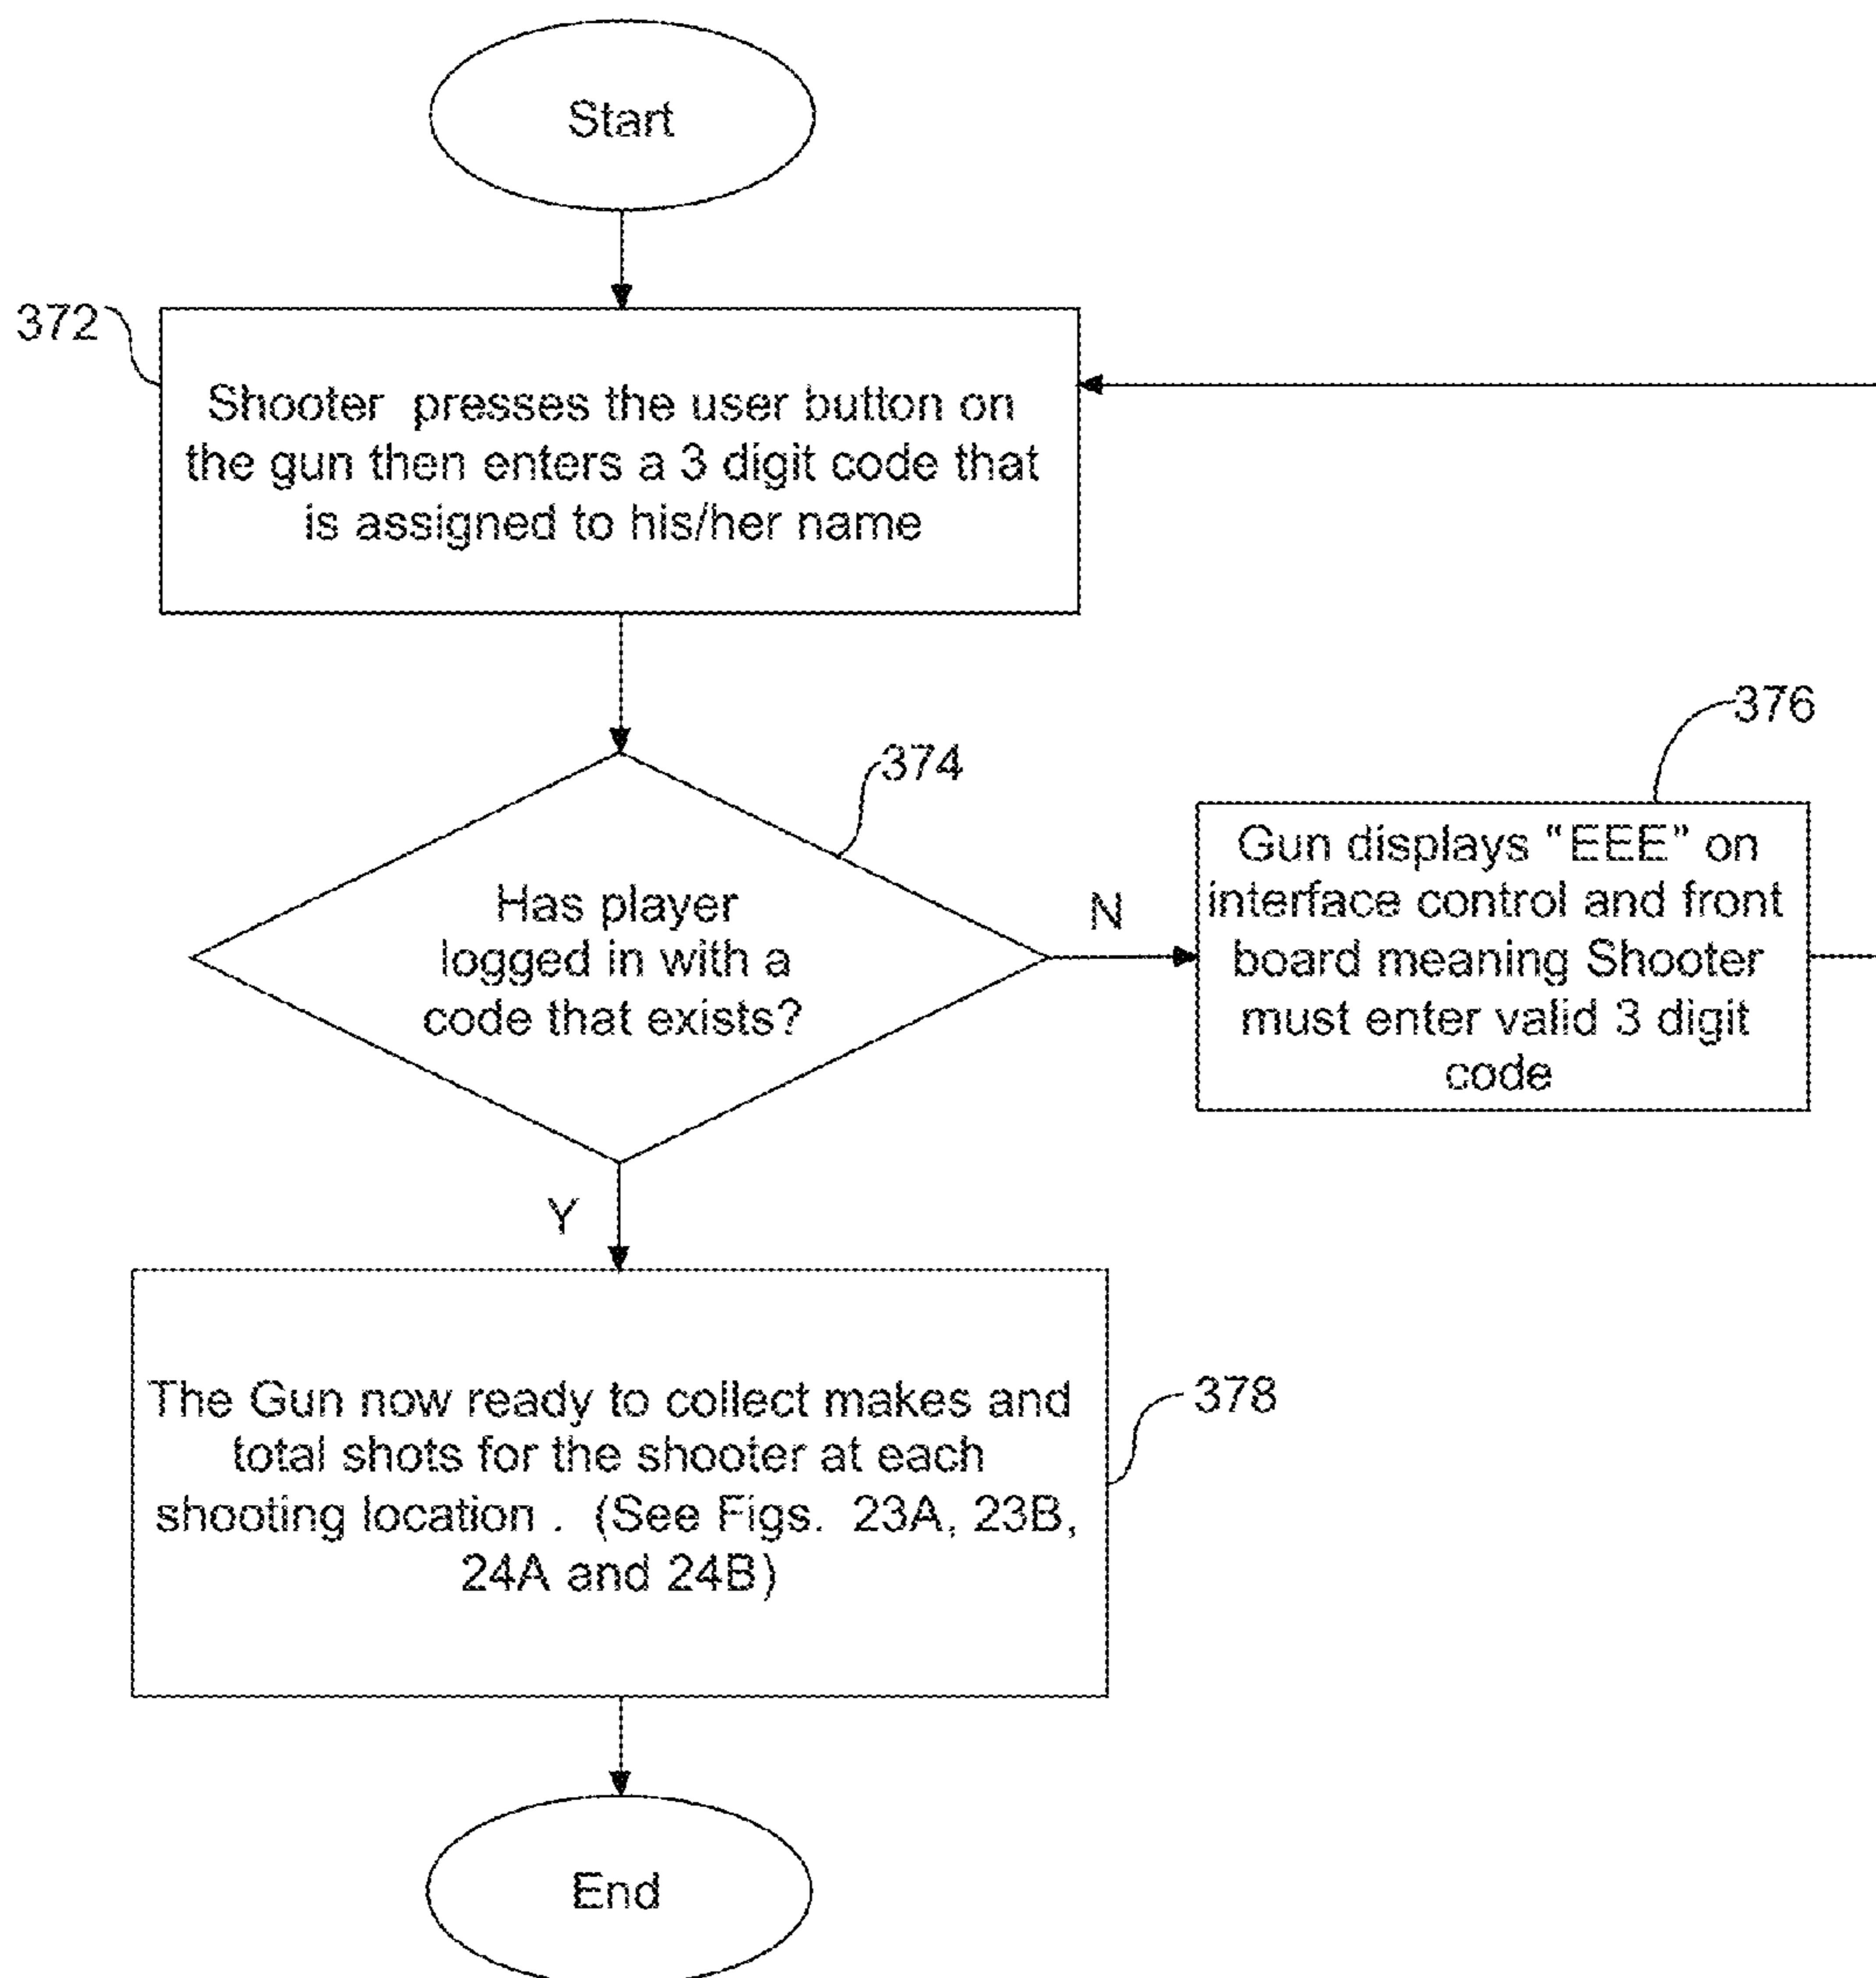 Start
372
Shooter presses the user button on
the gun then enters a 3 digit code that
is assigned to his/her name
376
374
Has player
logged in with a
code that exists?
N
Gun displays “EEE” on
interface control and front
board meaning Shooter
must enter valid 3 digit
code
Y
The Gun now ready to collect makes and
total shots for the shooter at each
shooting location . (See Figs. 23A, 23B,
24A and 24B)
378
End